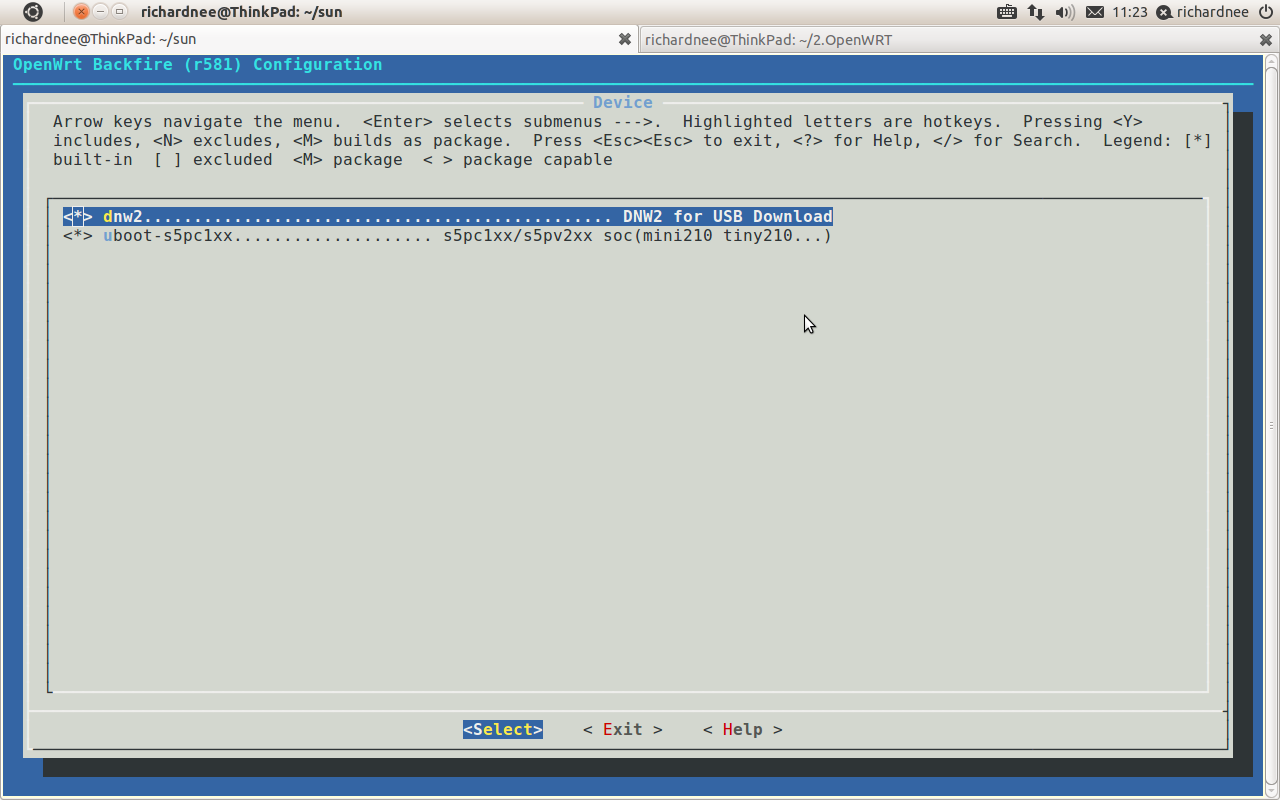 richardnee@ThinkPad: ~/sun
11:23
richardnee
richardnee@ThinkPad: ~/sun
richardnee@ThinkPad: ~/2.OpenWRT
OpenWrt Backfire (r581) Configuration
Device
Arrow keys navigate the menu.  <Enter> selects submenus --->.  Highlighted letters are hotkeys.  Pressing <Y>
includes, <N> excludes, <M> builds as package.  Press <Esc><Esc> to exit, <?> for Help, </> for Search.  Legend: [*]
built-in  [ ] excluded  <M> package  < > package capable
<*> dnw2............................................... DNW2 for USB Download
<*> uboot-s5pc1xx.................... s5pc1xx/s5pv2xx soc(mini210 tiny210...)
<Select>    < Exit >    < Help >